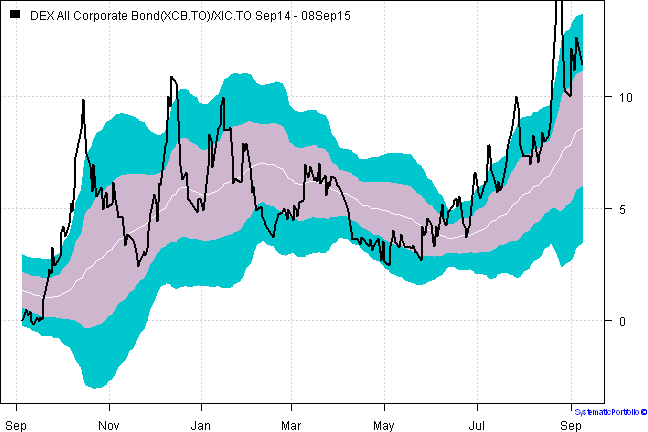 DEX All Corporate Bond(XCB.TO)/XIC.TO Sep14 - 08Sep15
10
5
0
Sep Nov Jan Mar May Jul Sep
SystematicPortfolio ©